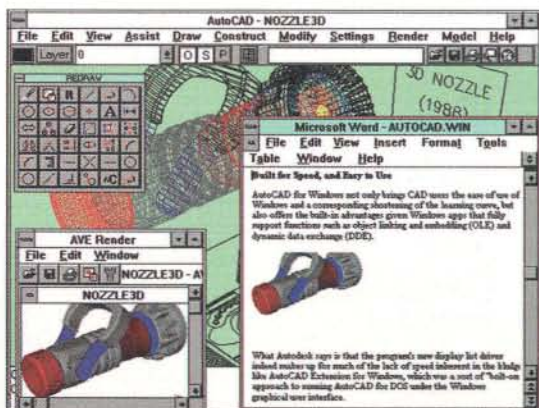 AutoCAD - NOZZLE3D
File Edit View Assist Draw Construct Modify Settings Render Model Help
Layer 0 O S P
REDRAW
3D NOZZLE
(1988)
Microsoft Word - AUTOCAD.WIN
File Edit View Insert Format Tools
Table Window Help
Built for Speed, and Easy to Use
AutoCAD for Windows not only brings CAD users the ease of use of
Windows and a corresponding shortening of the learning curve, but
also offers the built-in advantages given Windows apps that fully
support functions such as object linking and embedding (OLE) and
dynamic data exchange (DDE).
AVE Render
File Edit Window
NOZZLE3D - AV
NOZZLE3D
What Autodesk says is that the program's new display list driver
indeed makes up for much of the lack of speed inherent in the
like AutoCAD Extension for Windows, which was a sort of "bolt-on
approach to running AutoCAD for DOS under the Windows
graphical user interface.